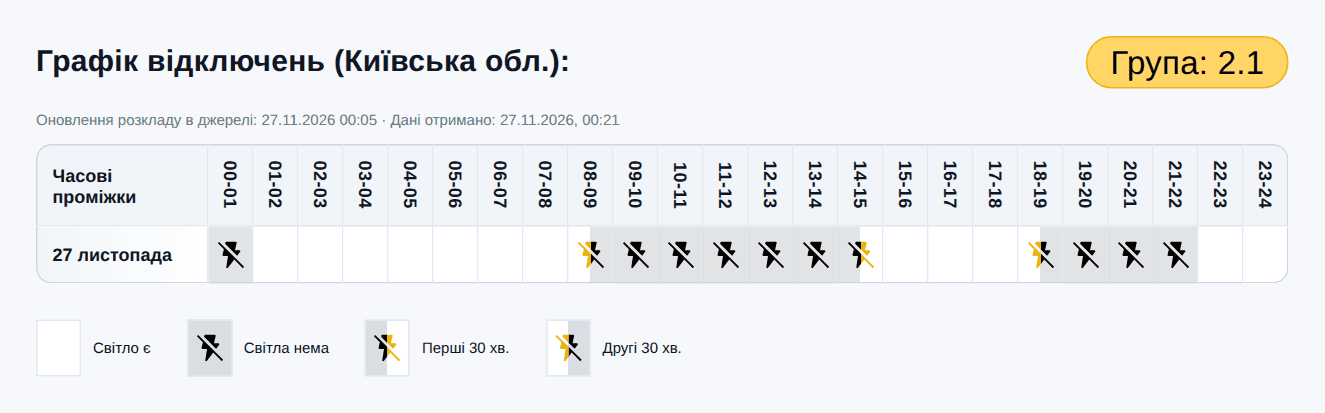 Графік відключень (Київська обл.):
Група: 2.1
Оновлення розкладу в джерелі: 27.11.2026 00:05 · Дані отримано: 27.11.2026, 00:21
Часові
проміжки
00-01
01-02
02-03
03-04
04-05
05-06
06-07
07-08
08-09
09-10
10-11
11-12
12-13
13-14
14-15
15-16
16-17
17-18
18-19
19-20
20-21
21-22
22-23
23-24
27 листопада
Світло є
Світла нема
Перші 30 хв.
Другі 30 хв.